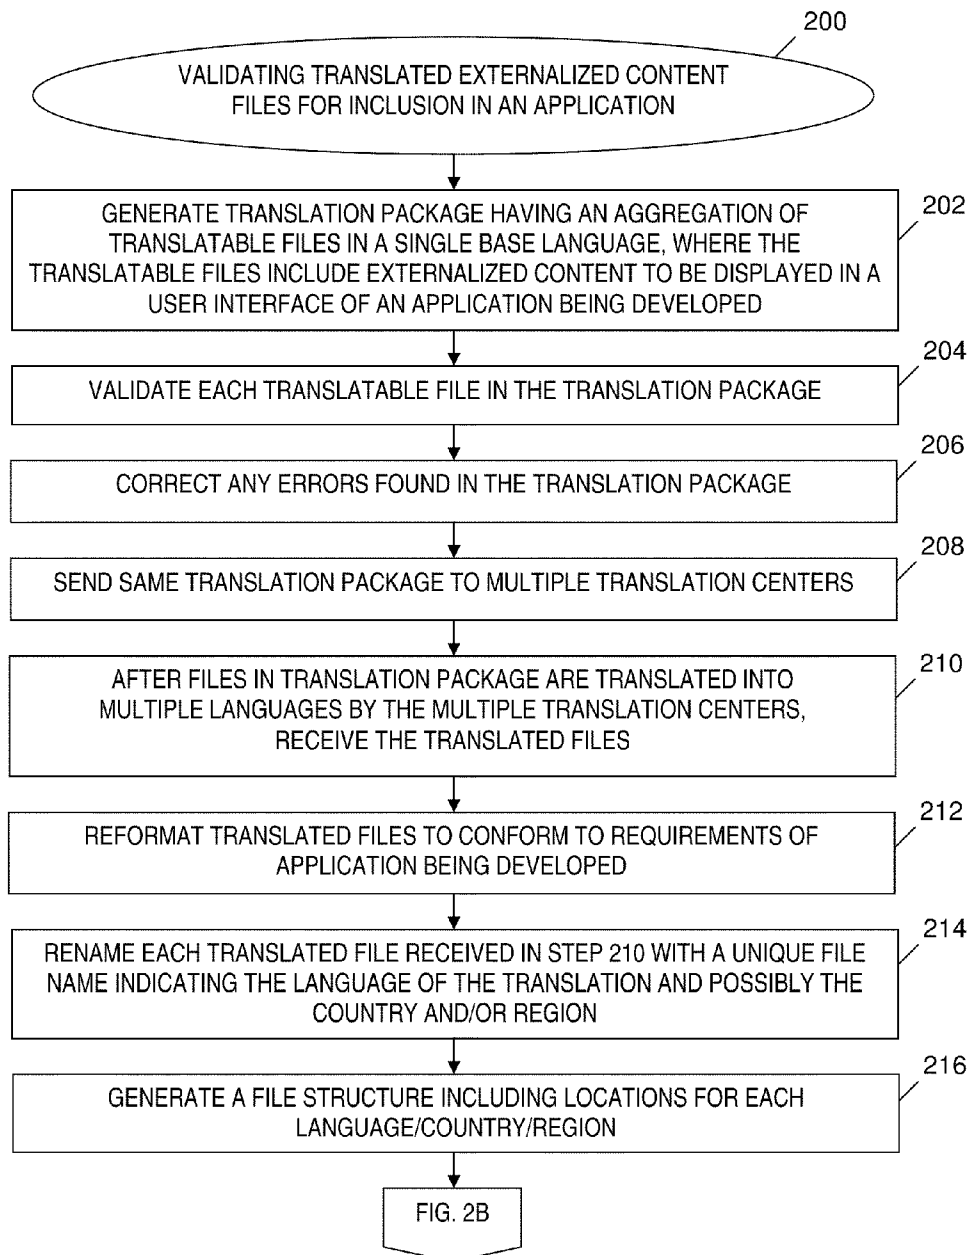 200
VALIDATING TRANSLATED EXTERNALIZED CONTENT
FILES FOR INCLUSION IN AN APPLICATION
202
GENERATE TRANSLATION PACKAGE HAVING AN AGGREGATION OF
TRANSLATABLE FILES IN A SINGLE BASE LANGUAGE, WHERE THE
TRANSLATABLE FILES INCLUDE EXTERNALIZED CONTENT TO BE DISPLAYED IN A
USER INTERFACE OF AN APPLICATION BEING DEVELOPED
204
VALIDATE EACH TRANSLATABLE FILE IN THE TRANSLATION PACKAGE
206
CORRECT ANY ERRORS FOUND IN THE TRANSLATION PACKAGE
208
SEND SAME TRANSLATION PACKAGE TO MULTIPLE TRANSLATION CENTERS
210
AFTER FILES IN TRANSLATION PACKAGE ARE TRANSLATED INTO
MULTIPLE LANGUAGES BY THE MULTIPLE TRANSLATION CENTERS,
RECEIVE THE TRANSLATED FILES
212
REFORMAT TRANSLATED FILES TO CONFORM TO REQUIREMENTS OF
APPLICATION BEING DEVELOPED
214
RENAME EACH TRANSLATED FILE RECEIVED IN STEP 210 WITH A UNIQUE FILE
NAME INDICATING THE LANGUAGE OF THE TRANSLATION AND POSSIBLY THE
COUNTRY AND/OR REGION
216
GENERATE A FILE STRUCTURE INCLUDING LOCATIONS FOR EACH
LANGUAGE/COUNTRY/REGION
FIG. 2B